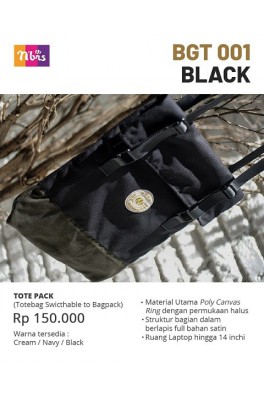 Nbrs
BGT 001
BLACK
TOTE PACK
(Totebag Swicthable to Bagpack)
Rp 150.000
Warna tersedia :
Cream / Navy / Black
• Material Utama Poly Canvas
Ring dengan permukaan halus
• Struktur bagian dalam
berlapis full bahan satin
• Ruang Laptop hingga 14 inchi